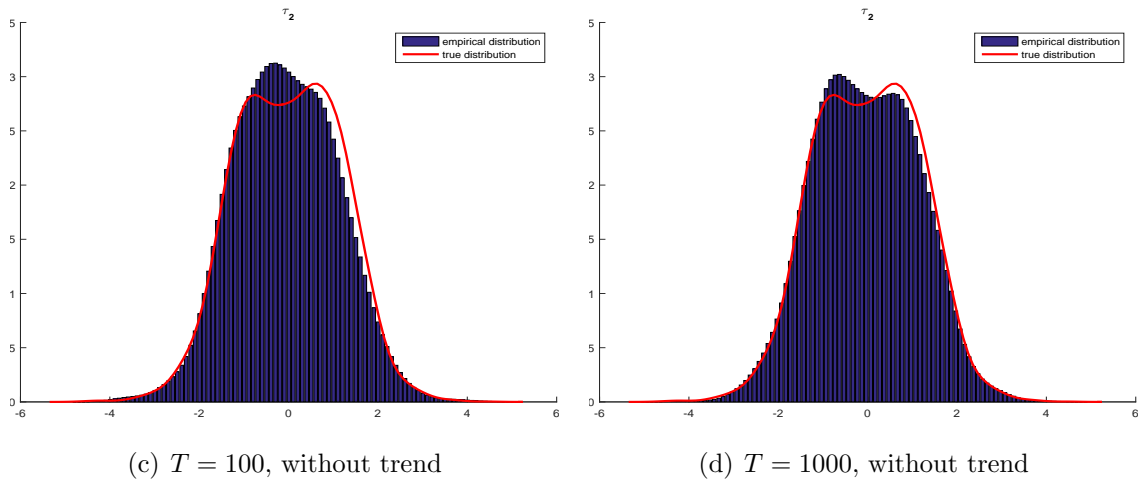 τ₂
empirical distribution
true distribution
5
3
5
2
5
1
5
0
-6 -4 -2 0 2 4 6
(c) T = 100, without trend
τ₂
empirical distribution
true distribution
5
3
5
2
5
1
5
0
-6 -4 -2 0 2 4 6
(d) T = 1000, without trend